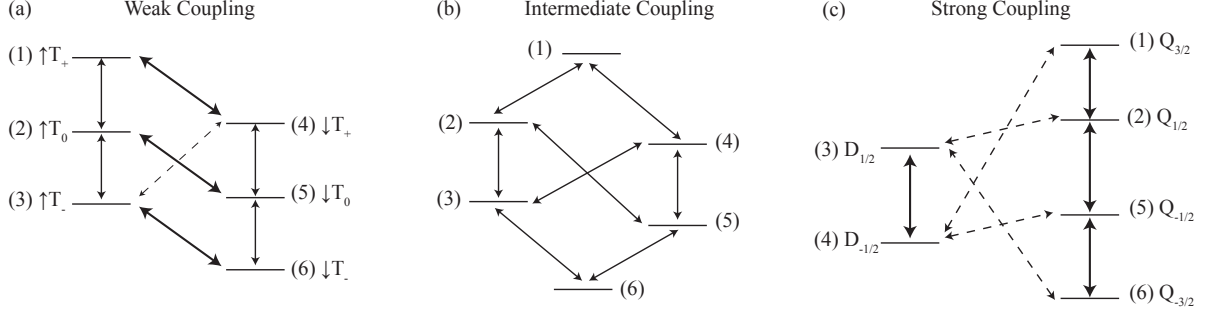 (a) Weak Coupling
(1) ↑T₊
(2) ↑T₀
(3) ↑T₋
(4) ↓T₊
(5) ↓T₀
(6) ↓T₋
(b) Intermediate Coupling
(1)
(2)
(3)
(4)
(5)
(6)
(c) Strong Coupling
(3) D₁/₂
(4) D₋₁/₂
(1) Q₃/₂
(2) Q₁/₂
(5) Q₋₁/₂
(6) Q₋₃/₂